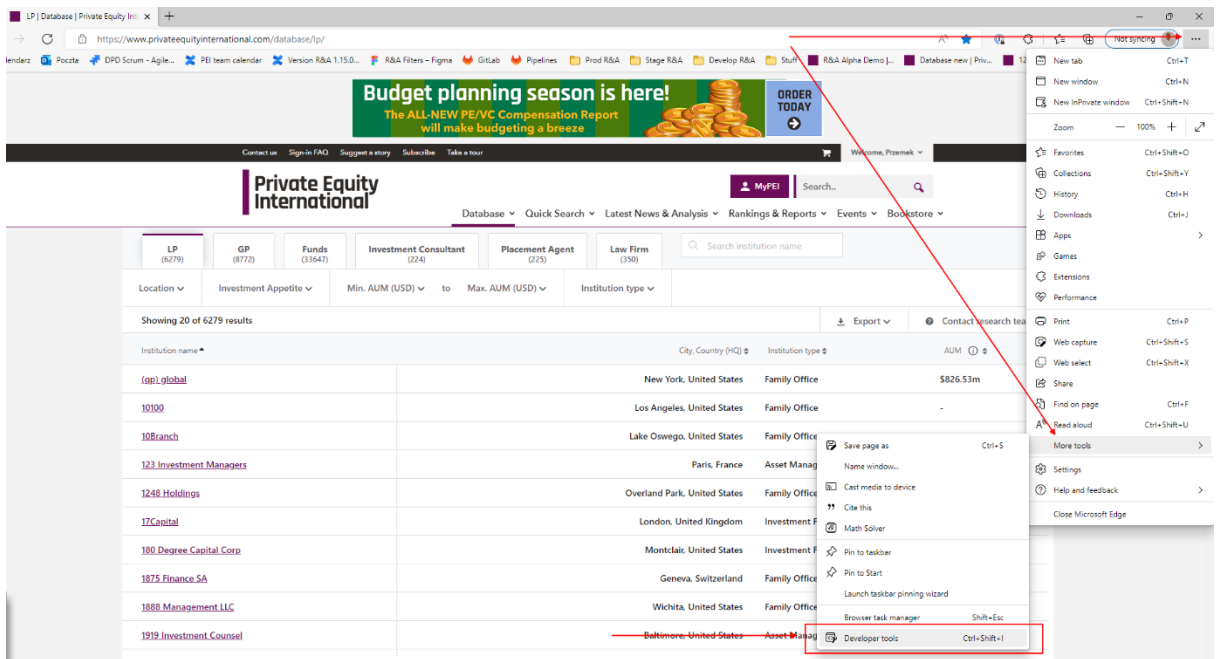 LP | Database | Private Equity Int
https://www.privateequityinternational.com/database/lp/
Not syncing
lendarz Poczta DPD Scrum - Agile... PEI team calendar Version R&A 1.15.0... R&A Filters – Figma GitLab Pipelines Prod R&A Stage R&A Develop R&A Stuff R&A Alpha Demo |... Database new | Priv... 12
Budget planning season is here!
The ALL-NEW PE/VC Compensation Report
will make budgeting a breeze
ORDER
TODAY
Contact us Sign-in FAQ Suggest a story Subscribe Take a tour Welcome, Przemek
Private Equity
International
MyPEI Search...
Database Quick Search Latest News & Analysis Rankings & Reports Events Bookstore
LP
(6279)
GP
(8772)
Funds
(33647)
Investment Consultant
(224)
Placement Agent
(225)
Law Firm
(350)
Search institution name
Location Investment Appetite Min. AUM (USD) to Max. AUM (USD) Institution type
Showing 20 of 6279 results Export Contact research tea
Institution name City, Country (HQ) Institution type AUM
(qp) global New York, United States Family Office $826.53m
10100 Los Angeles, United States Family Office -
10Branch Lake Oswego, United States Family Office
123 Investment Managers Paris, France Asset Manag
1248 Holdings Overland Park, United States Family Office
17Capital London, United Kingdom Investment F
180 Degree Capital Corp Montclair, United States Investment F
1875 Finance SA Geneva, Switzerland Family Office
1888 Management LLC Wichita, United States Family Office
1919 Investment Counsel Baltimore, United States Asset Manag
New tab Ctrl+T
New window Ctrl+N
New InPrivate window Ctrl+Shift+N
Zoom — 100% +
Favorites Ctrl+Shift+O
Collections Ctrl+Shift+Y
History Ctrl+H
Downloads Ctrl+J
Apps
Games
Extensions
Performance
Print Ctrl+P
Web capture Ctrl+Shift+S
Web select Ctrl+Shift+X
Share
Find on page Ctrl+F
Read aloud Ctrl+Shift+U
More tools
Settings
Help and feedback
Close Microsoft Edge
Save page as Ctrl+S
Name window...
Cast media to device
Cite this
Math Solver
Pin to taskbar
Pin to Start
Launch taskbar pinning wizard
Browser task manager Shift+Esc
Developer tools Ctrl+Shift+I